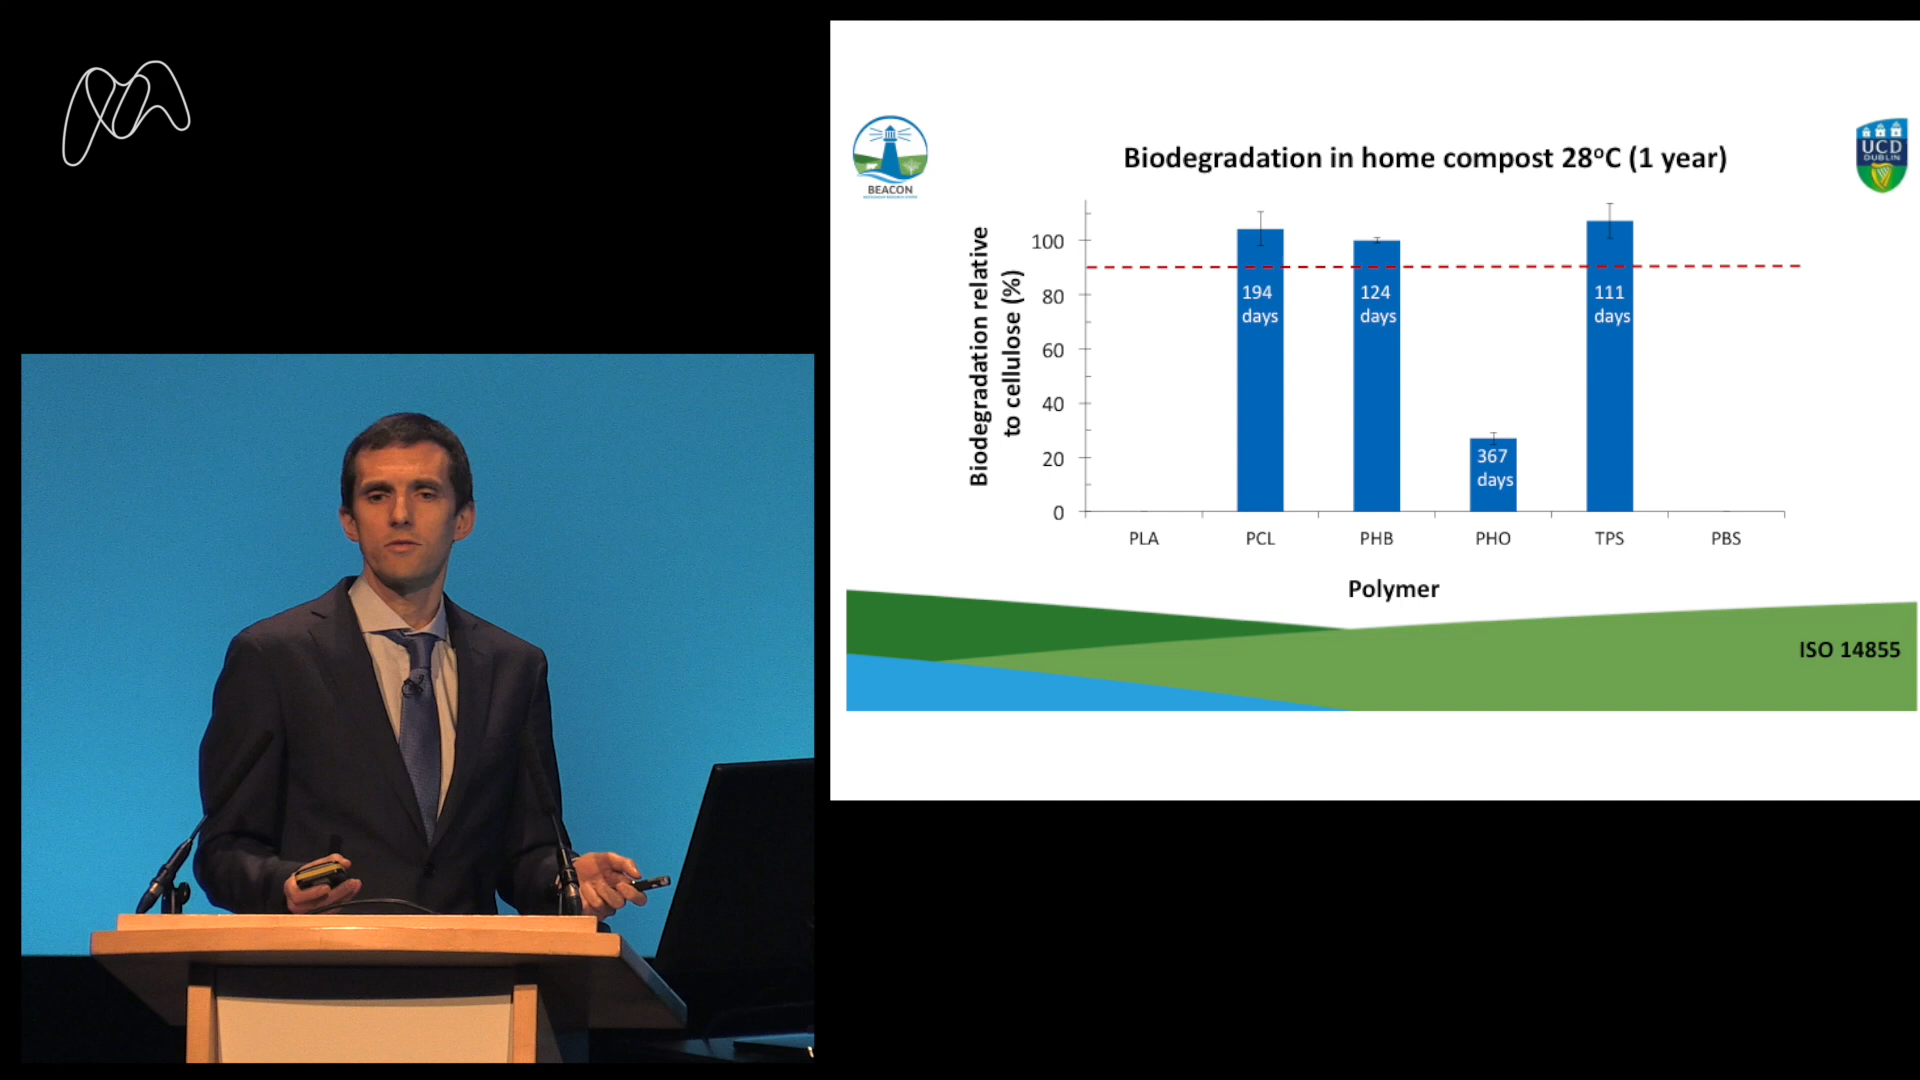 BEACON
UCD
DUBLIN
Biodegradation in home compost 28ºC (1 year)
Biodegradation relative
to cellulose (%)
100
80
60
40
20
0
194
days
124
days
367
days
111
days
PLA
PCL
PHB
PHO
TPS
PBS
Polymer
ISO 14855